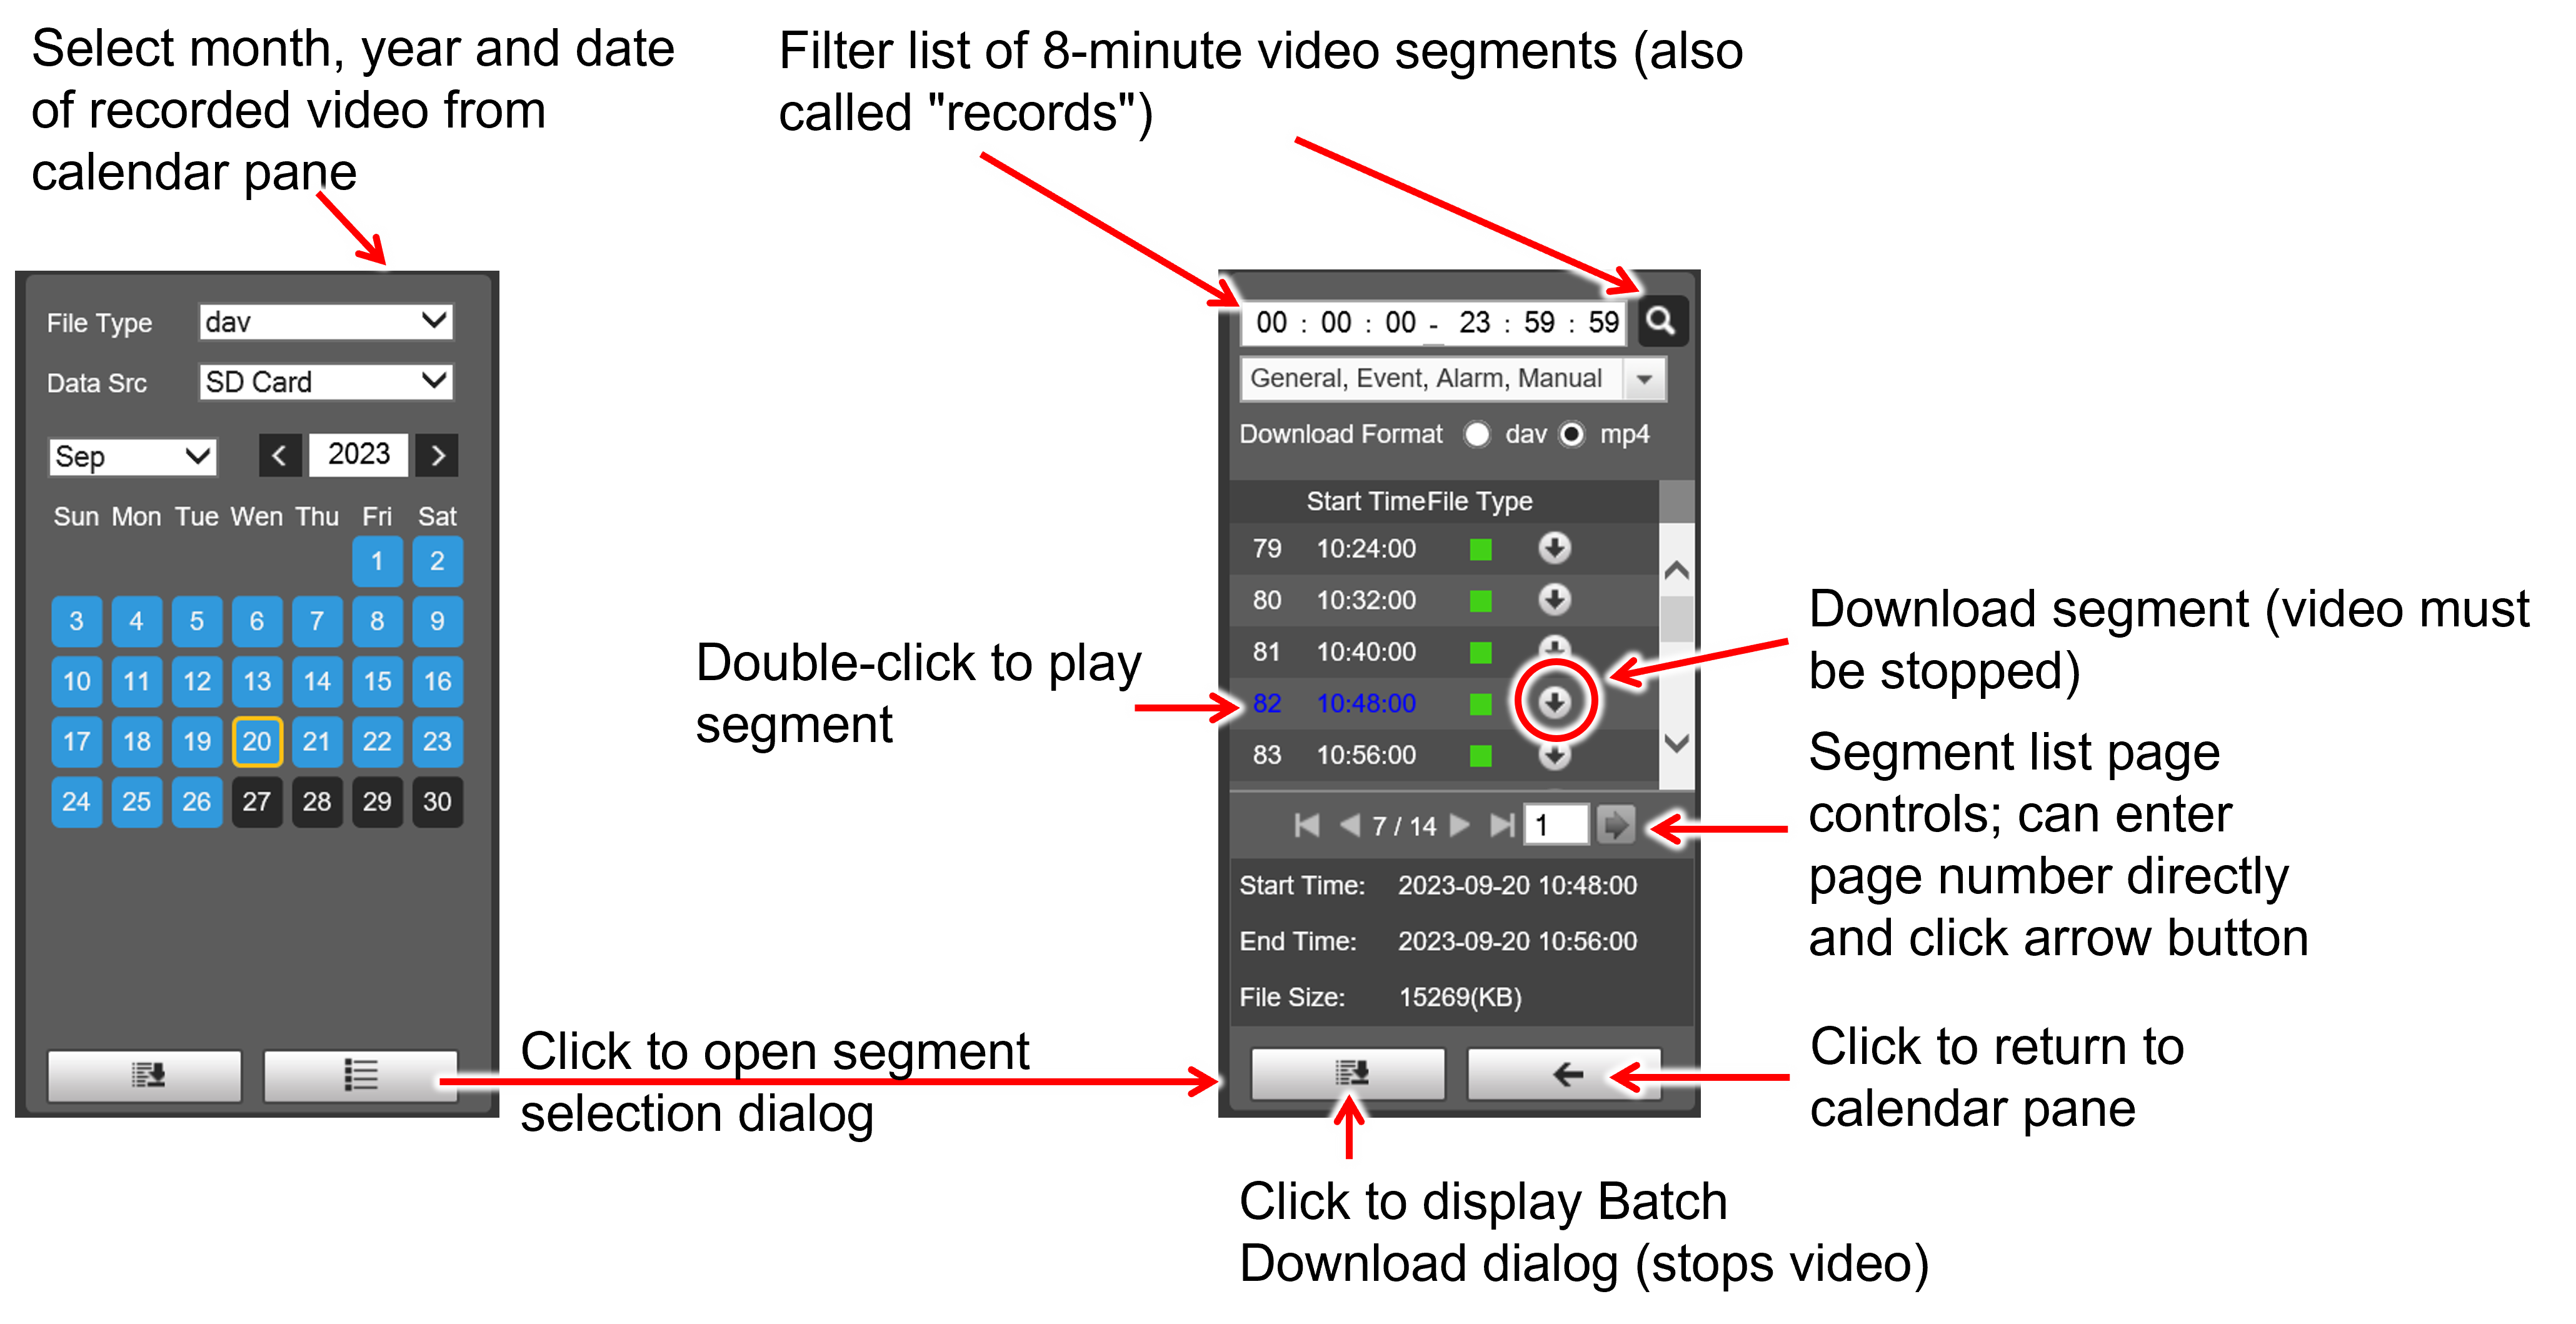 Select month, year and date
of recorded video from
calendar pane
Filter list of 8-minute video segments (also
called "records")
File Type dav
Data Src SD Card
Sep < 2023 >
Sun Mon Tue Wen Thu Fri Sat
1 2
3 4 5 6 7 8 9
10 11 12 13 14 15 16
17 18 19 20 21 22 23
24 25 26 27 28 29 30
Click to open segment
selection dialog
Double-click to play
segment
00 : 00 : 00 - 23 : 59 : 59
General, Event, Alarm, Manual
Download Format dav mp4
Start Time File Type
79 10:24:00
80 10:32:00
81 10:40:00
82 10:48:00
83 10:56:00
7 / 14 1
Start Time: 2023-09-20 10:48:00
End Time: 2023-09-20 10:56:00
File Size: 15269(KB)
Download segment (video must
be stopped)
Segment list page
controls; can enter
page number directly
and click arrow button
Click to return to
calendar pane
Click to display Batch
Download dialog (stops video)